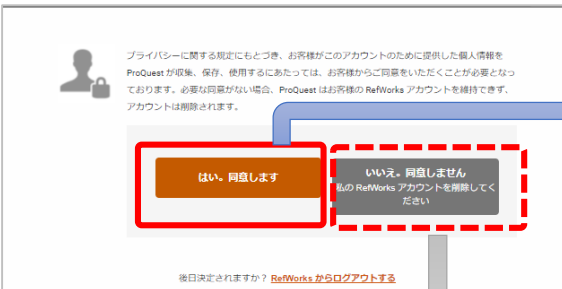 プライバシーに関する規定にもとづき、お客様がこのアカウントのために提供した個人情報を
ProQuest が収集、保存、使用するにあたっては、お客様からご同意をいただくことが必要となっ
ております。必要な同意がない場合、ProQuest はお客様の RefWorks アカウントを維持できず、
アカウントは削除されます。
はい。同意します
いいえ。同意しません
私の RefWorks アカウントを削除してく
ださい
後日決定されますか？ RefWorks からログアウトする